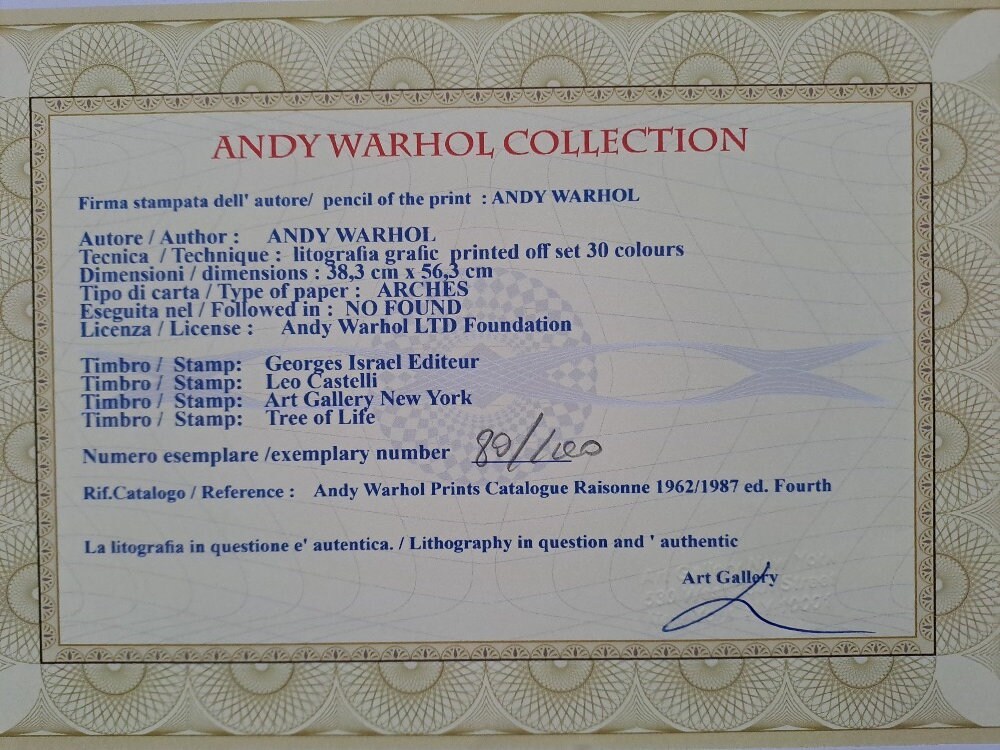 ANDY WARHOL COLLECTION
Firma stampata dell' autore/ pencil of the print : ANDY WARHOL
Autore / Author : ANDY WARHOL
Tecnica / Technique : litografia grafic printed off set 30 colours
Dimensioni / dimensions : 38,3 cm x 56,3 cm
Tipo di carta / Type of paper : ARCHES
Eseguita nel / Followed in : NO FOUND
Licenza / License : Andy Warhol LTD Foundation
Timbro / Stamp: Georges Israel Editeur
Timbro / Stamp: Leo Castelli
Timbro / Stamp: Art Gallery New York
Timbro / Stamp: Tree of Life
Numero esemplare /exemplary number 89/100
Rif.Catalogo / Reference : Andy Warhol Prints Catalogue Raisonne 1962/1987 ed. Fourth
La litografia in questione e' autentica. / Lithography in question and ' authentic
Art Gallery